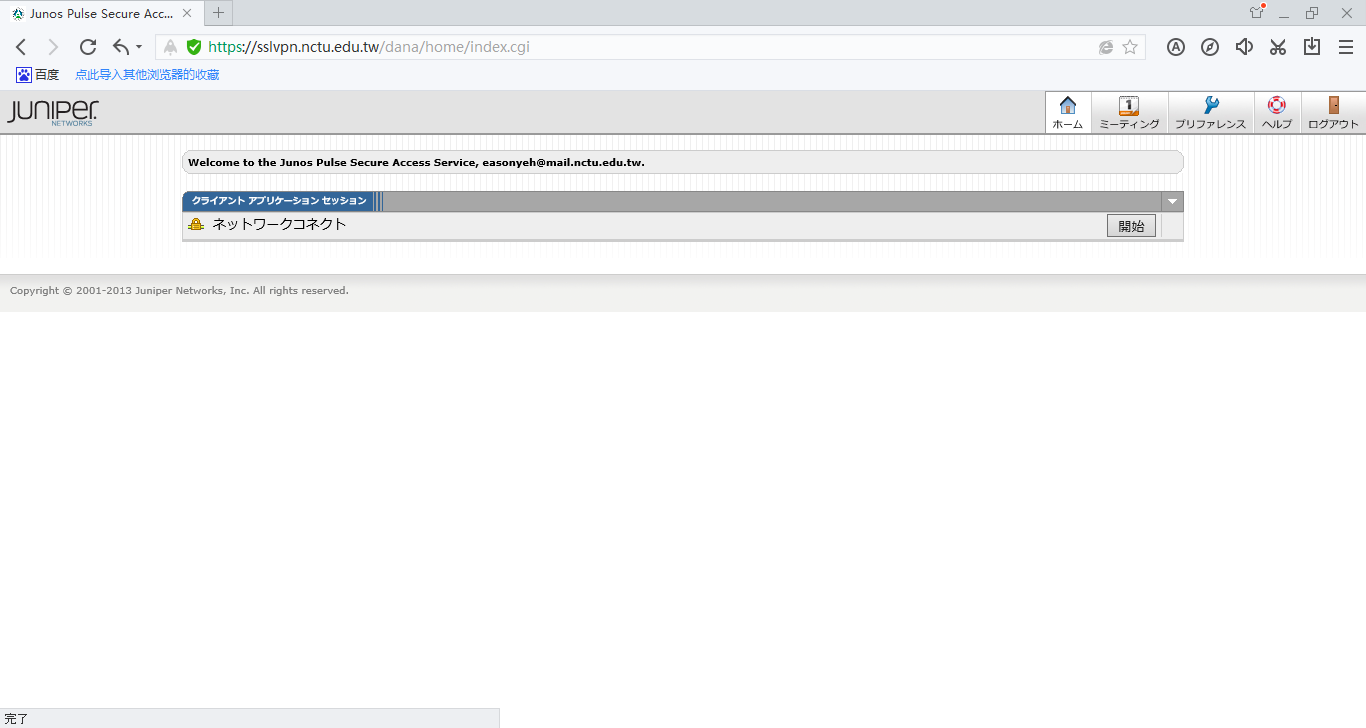 Junos Pulse Secure Acc...
https://sslvpn.nctu.edu.tw/dana/home/index.cgi
百度 点此导入其他浏览器的收藏
JUNIPER
NETWORKS
1
ホーム ミーティング プリファレンス ヘルプ ログアウト
Welcome to the Junos Pulse Secure Access Service, easonyeh@mail.nctu.edu.tw.
クライアント アプリケーション セッション
ネットワークコネクト 開始
Copyright © 2001-2013 Juniper Networks, Inc. All rights reserved.
完了